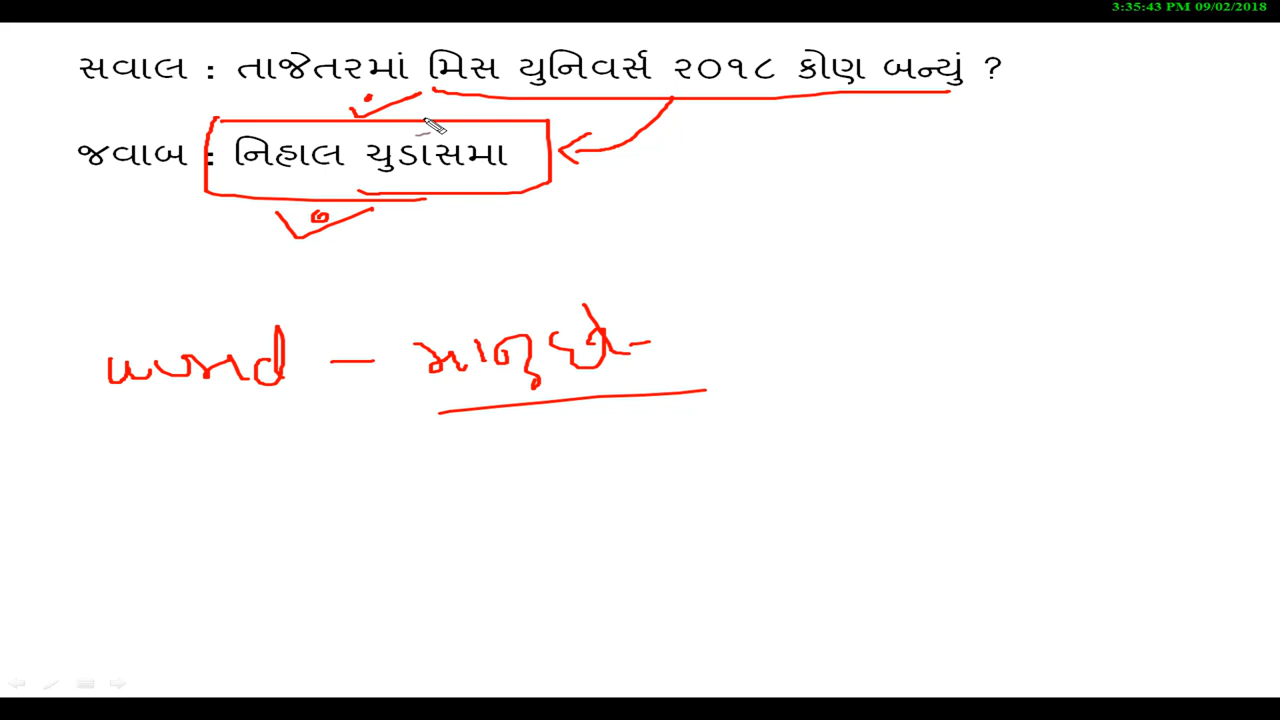 3:35:43 PM 09/02/2018
સવાલ : તાજેતરમાં મિસ યુનિવર્સ ૨૦૧૮ કોણ બન્યું ?
જવાબ : નિહાલ ચુડાસમા